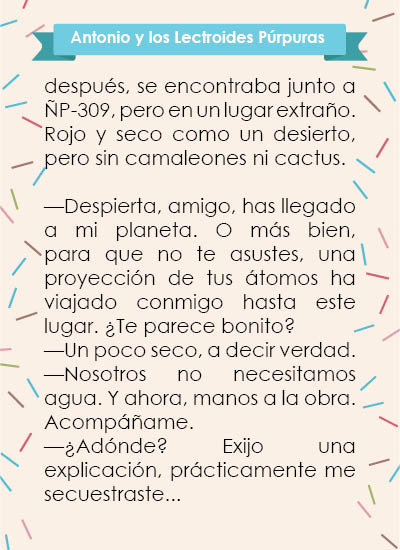 Antonio y los Lectroides Púrpuras
después, se encontraba junto a
ÑP-309, pero en un lugar extraño.
Rojo y seco como un desierto,
pero sin camaleones ni cactus.
—Despierta, amigo, has llegado
a mi planeta. O más bien,
para que no te asustes, una
proyección de tus átomos ha
viajado conmigo hasta este
lugar. ¿Te parece bonito?
—Un poco seco, a decir verdad.
—Nosotros no necesitamos
agua. Y ahora, manos a la obra.
Acompáñame.
—¿Adónde? Exijo una
explicación, prácticamente me
secuestraste...